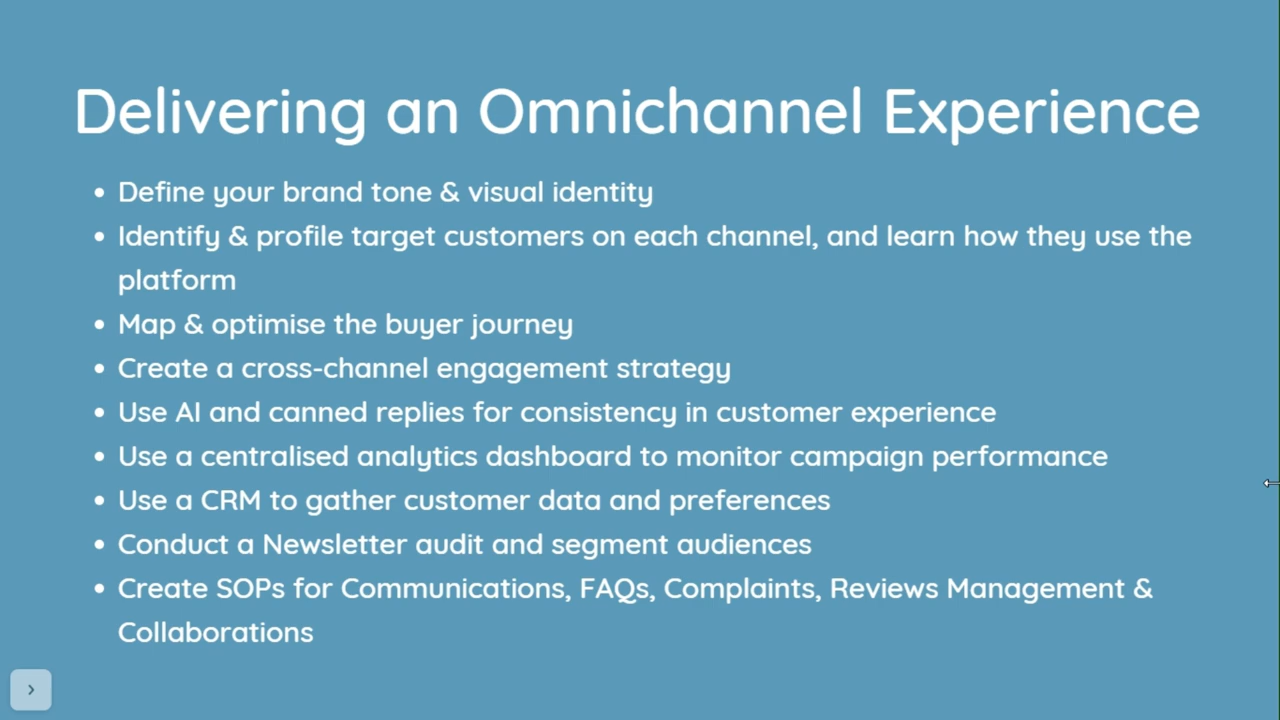 Delivering an Omnichannel Experience
• Define your brand tone & visual identity
• Identify & profile target customers on each channel, and learn how they use the
platform
• Map & optimise the buyer journey
• Create a cross-channel engagement strategy
• Use AI and canned replies for consistency in customer experience
• Use a centralised analytics dashboard to monitor campaign performance
• Use a CRM to gather customer data and preferences
• Conduct a Newsletter audit and segment audiences
• Create SOPs for Communications, FAQs, Complaints, Reviews Management &
Collaborations